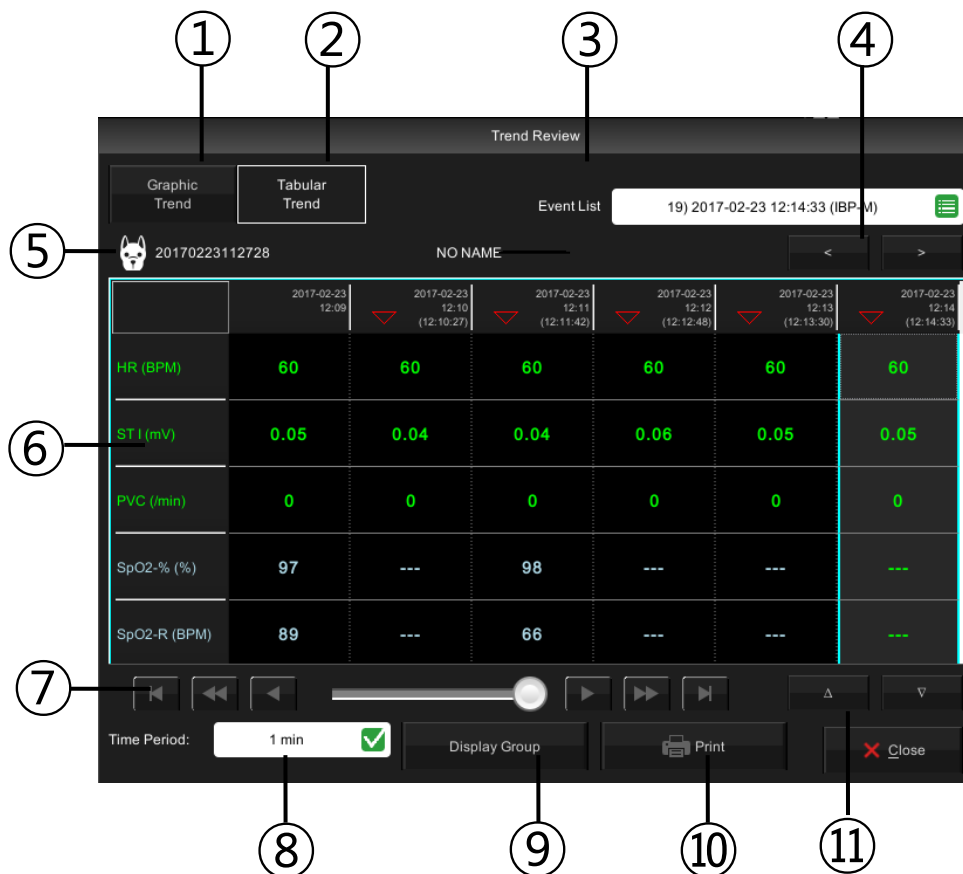 ① ② ③ ④
Trend Review
Graphic Trend
Tabular Trend
Event List
19) 2017-02-23 12:14:33 (IBP-M)
⑤
20170223112728
NO NAME
< >
2017-02-23 12:09
2017-02-23 12:10 (12:10:27)
2017-02-23 12:11 (12:11:42)
2017-02-23 12:12 (12:12:48)
2017-02-23 12:13 (12:13:30)
2017-02-23 12:14 (12:14:33)
HR (BPM) 60 60 60 60 60 60
⑥
ST I (mV) 0.05 0.04 0.04 0.06 0.05 0.05
PVC (/min) 0 0 0 0 0 0
SpO2-% (%) 97 --- 98 --- --- ---
SpO2-R (BPM) 89 --- 66 --- --- ---
⑦
Time Period: 1 min
Display Group
Print
Close
⑧ ⑨ ⑩ ⑪